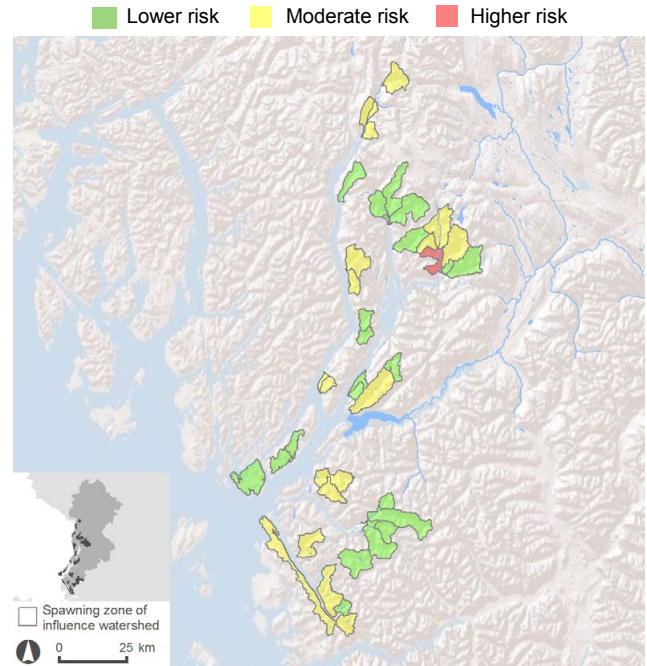 Lower risk Moderate risk Higher risk
Spawning zone of
influence watershed
0 25 km